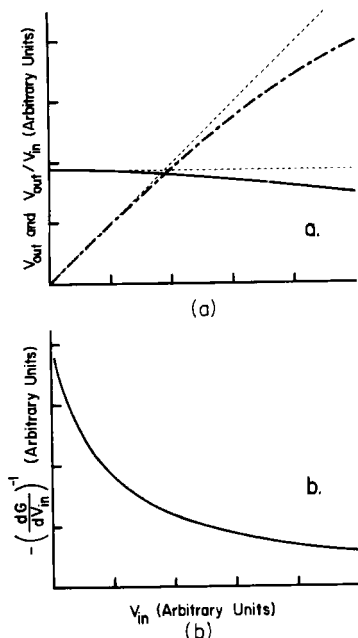 V_out and V_out/V_in (Arbitrary Units)
a.
(a)
-(dG/dV_in)^-1 (Arbitrary Units)
b.
V_in (Arbitrary Units)
(b)